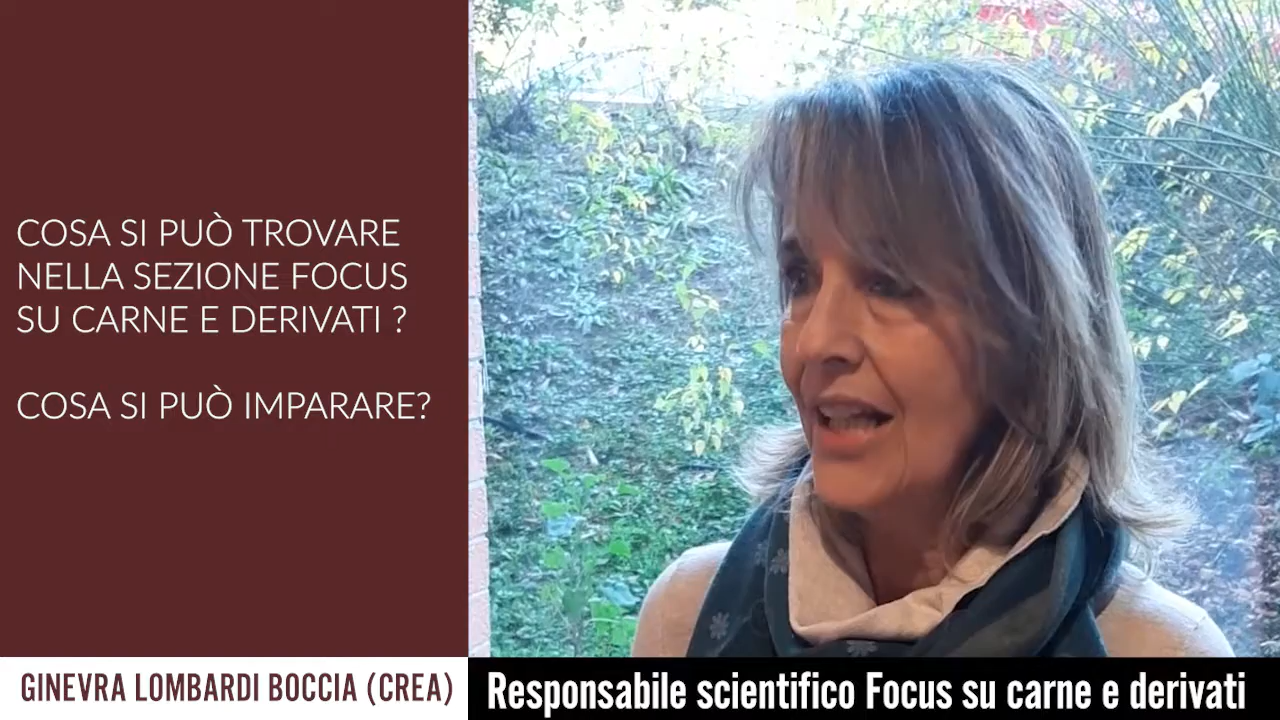 COSA SI PUÒ TROVARE
NELLA SEZIONE FOCUS
SU CARNE E DERIVATI ?
COSA SI PUÒ IMPARARE?
GINEVRA LOMBARDI BOCCIA (CREA)
Responsabile scientifico Focus su carne e derivati